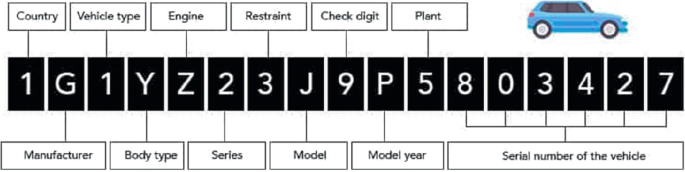 Country Vehicle type Engine Restraint Check digit Plant
1 G 1 Y Z 2 3 J 9 P 5 8 0 3 4 2 7
Manufacturer Body type Series Model Model year Serial number of the vehicle